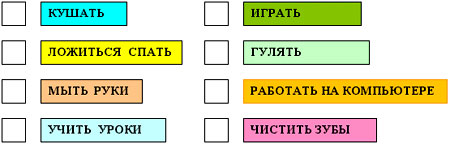 КУШАТЬ
ИГРАТЬ
ЛОЖИТЬСЯ СПАТЬ
ГУЛЯТЬ
МЫТЬ РУКИ
РАБОТАТЬ НА КОМПЬЮТЕРЕ
УЧИТЬ УРОКИ
ЧИСТИТЬ ЗУБЫ